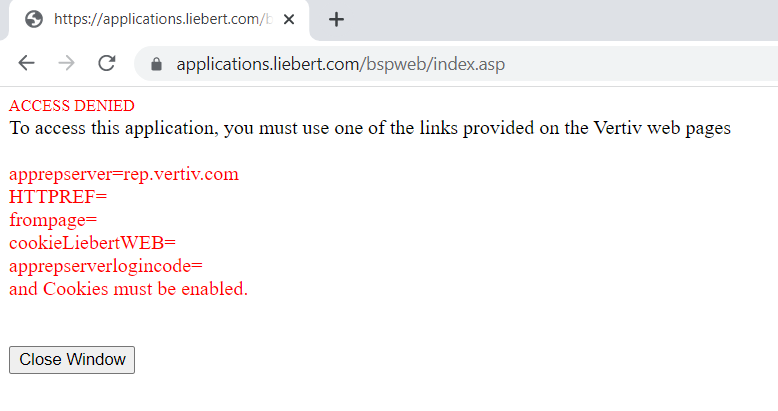 https://applications.liebert.com/b
applications.liebert.com/bspweb/index.asp
ACCESS DENIED
To access this application, you must use one of the links provided on the Vertiv web pages
apprepserver=rep.vertiv.com
HTTPREF=
frompage=
cookieLiebertWEB=
apprepserverlogincode=
and Cookies must be enabled.
Close Window